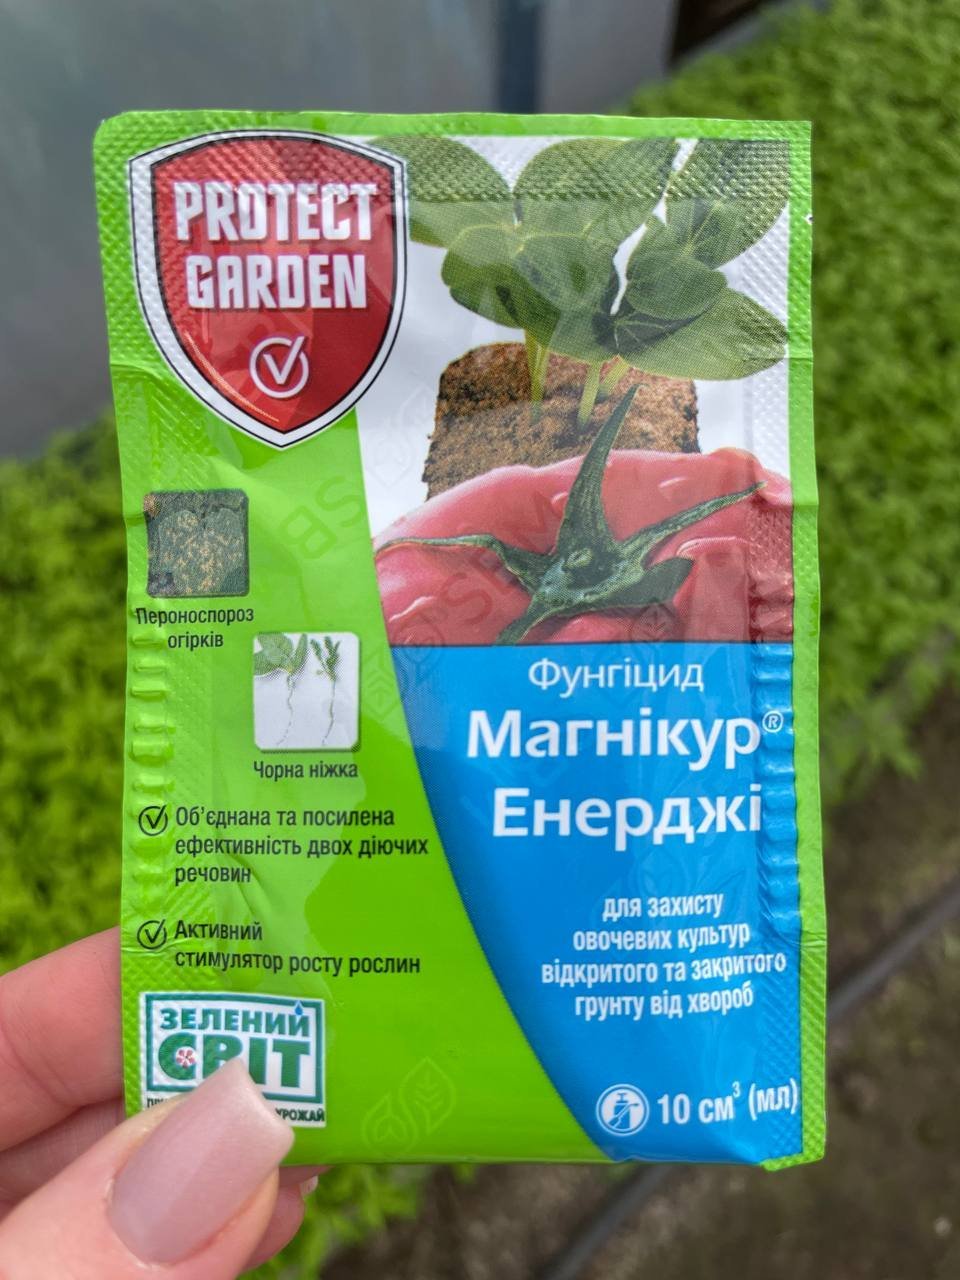 PROTECT
GARDEN
Пероноспороз
огірків
Чорна ніжка
Об’єднана та посилена
ефективність двох діючих
речовин
Активний
стимулятор росту рослин
ЗЕЛЕНИЙ
СВІТ
Фунгіцид
Магнікур®
Енерджі
для захисту
овочевих культур
відкритого та закритого
грунту від хвороб
10 см³ (мл)